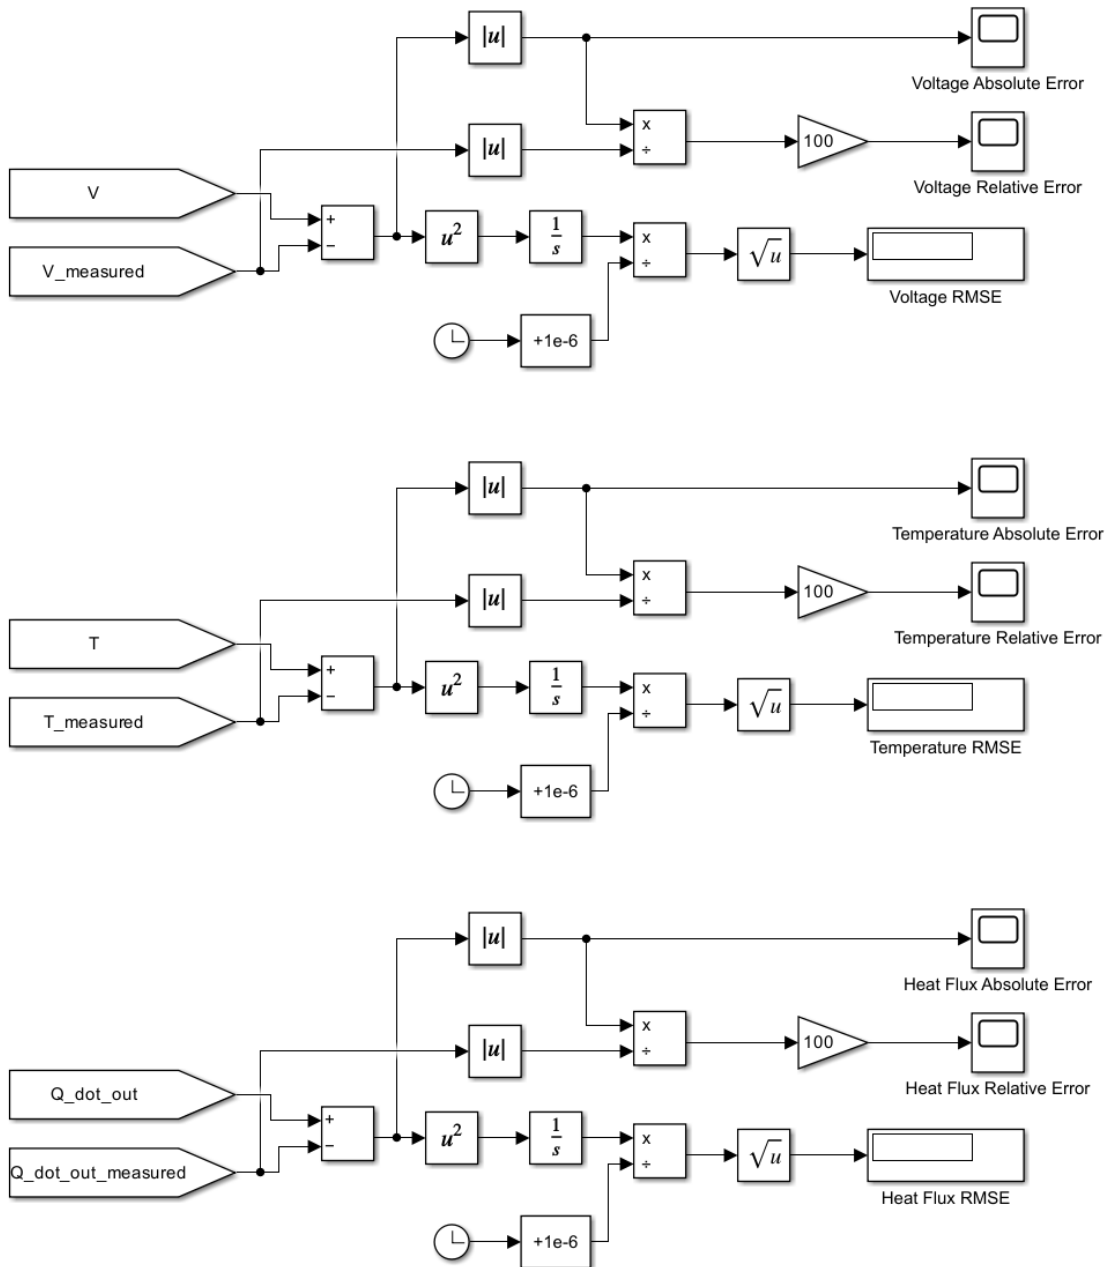 |u|
Voltage Absolute Error
x
÷
100
|u|
Voltage Relative Error
V
+
−
V_measured
u²
1
s
x
÷
√u
Voltage RMSE
+1e-6
|u|
Temperature Absolute Error
x
÷
100
|u|
Temperature Relative Error
T
+
−
T_measured
u²
1
s
x
÷
√u
Temperature RMSE
+1e-6
|u|
Heat Flux Absolute Error
x
÷
100
|u|
Heat Flux Relative Error
Q_dot_out
+
−
Q_dot_out_measured
u²
1
s
x
÷
√u
Heat Flux RMSE
+1e-6